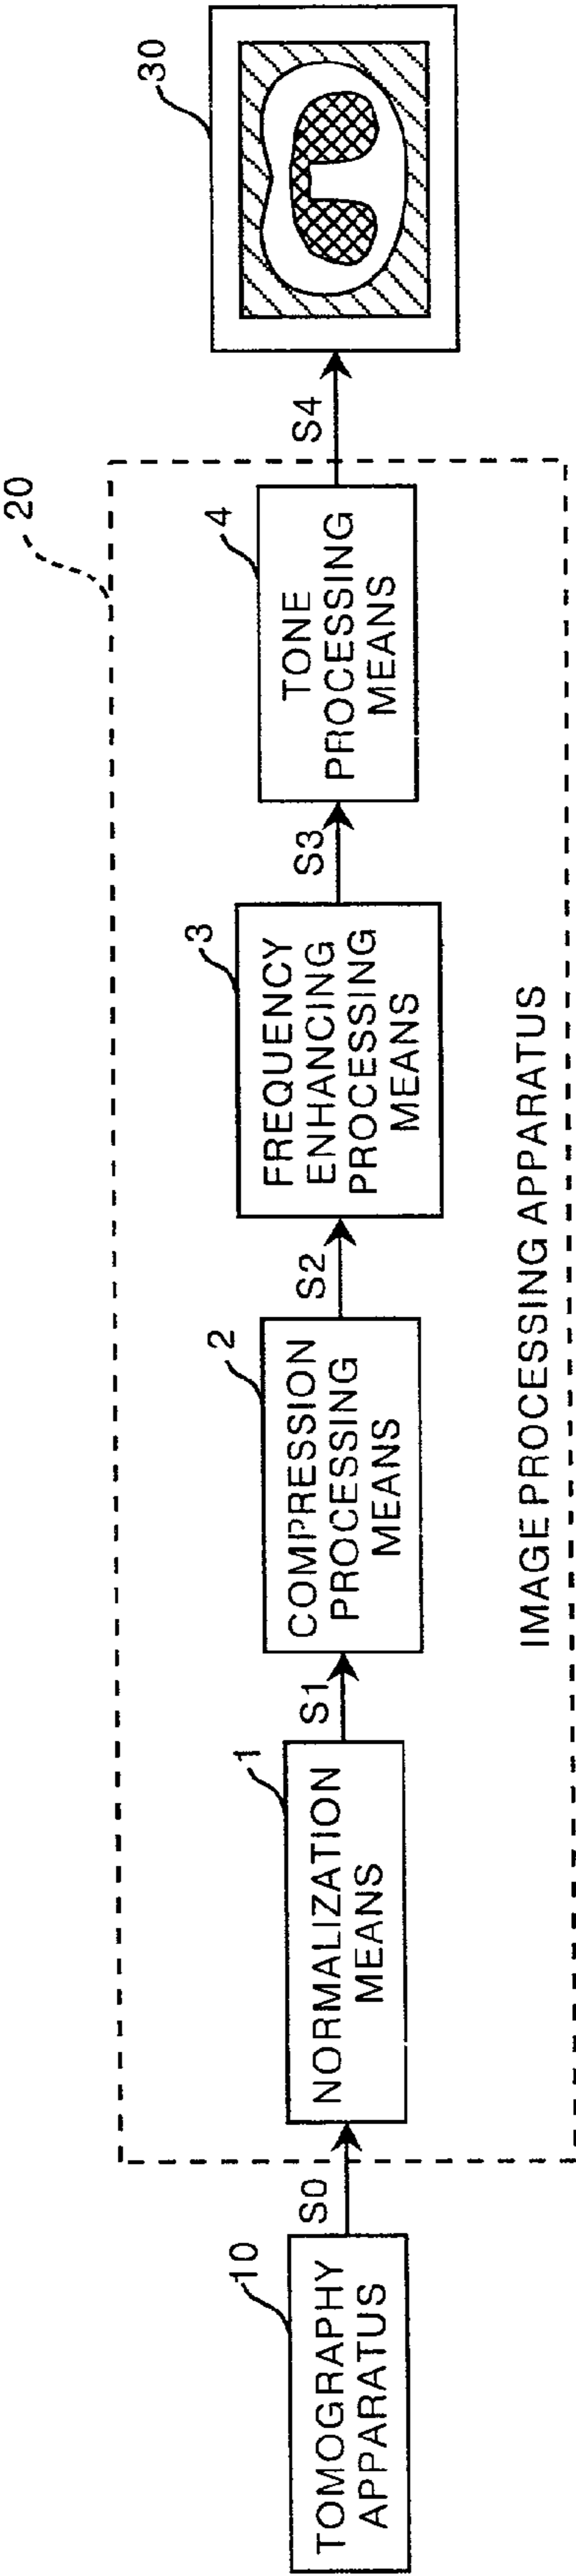 10
TOMOGRAPHY
APPARATUS
S0
20
1
NORMALIZATION
MEANS
S1
2
COMPRESSION
PROCESSING
MEANS
S2
3
FREQUENCY
ENHANCING
PROCESSING
MEANS
S3
4
TONE
PROCESSING
MEANS
S4
30
IMAGE PROCESSING APPARATUS